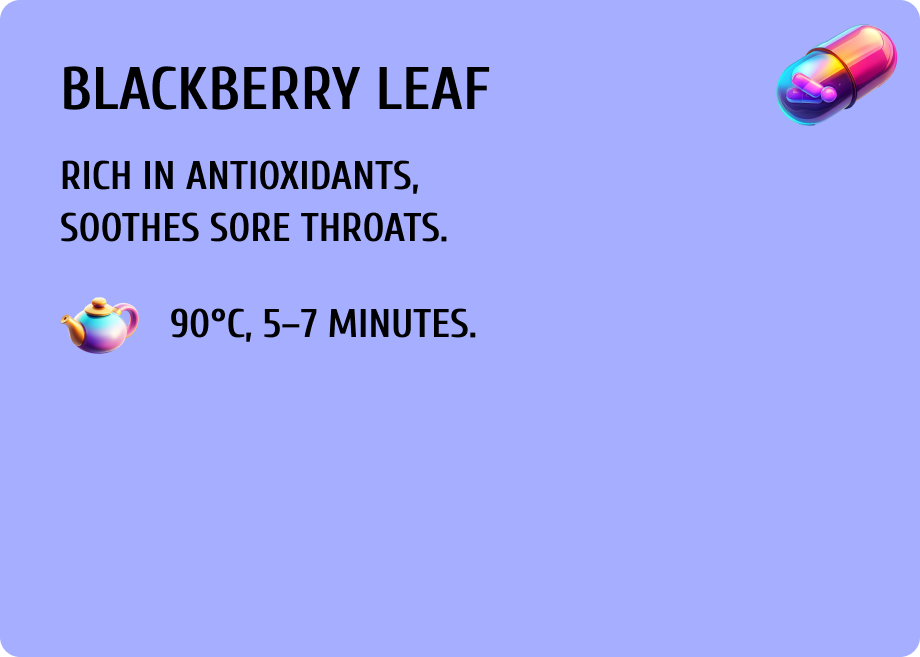 BLACKBERRY LEAF
RICH IN ANTIOXIDANTS,
SOOTHES SORE THROATS.
90°C, 5–7 MINUTES.